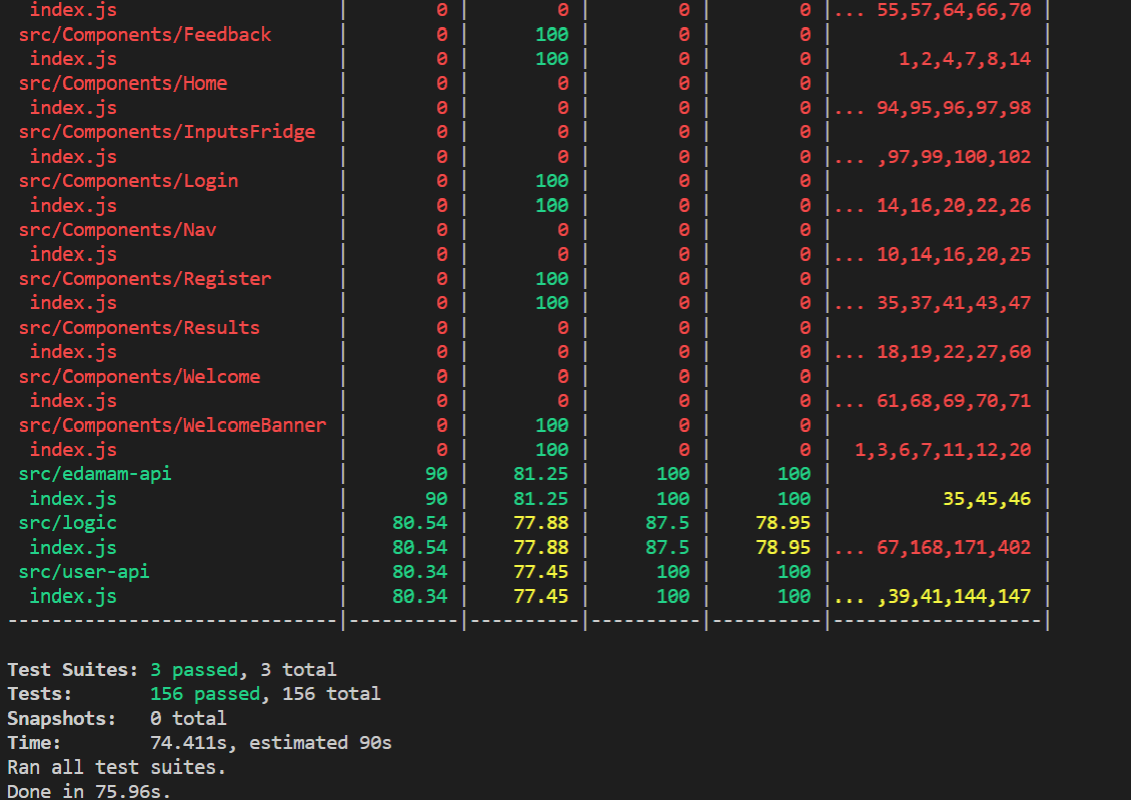 index.js                    |        0 |        0 |        0 |        0 |... 55,57,64,66,70 |
 src/Components/Feedback      |        0 |      100 |        0 |        0 |                   |
  index.js                    |        0 |      100 |        0 |        0 |      1,2,4,7,8,14 |
 src/Components/Home          |        0 |        0 |        0 |        0 |                   |
  index.js                    |        0 |        0 |        0 |        0 |... 94,95,96,97,98 |
 src/Components/InputsFridge  |        0 |        0 |        0 |        0 |                   |
  index.js                    |        0 |        0 |        0 |        0 |... ,97,99,100,102 |
 src/Components/Login         |        0 |      100 |        0 |        0 |                   |
  index.js                    |        0 |      100 |        0 |        0 |... 14,16,20,22,26 |
 src/Components/Nav           |        0 |        0 |        0 |        0 |                   |
  index.js                    |        0 |        0 |        0 |        0 |... 10,14,16,20,25 |
 src/Components/Register      |        0 |      100 |        0 |        0 |                   |
  index.js                    |        0 |      100 |        0 |        0 |... 35,37,41,43,47 |
 src/Components/Results       |        0 |        0 |        0 |        0 |                   |
  index.js                    |        0 |        0 |        0 |        0 |... 18,19,22,27,60 |
 src/Components/Welcome       |        0 |        0 |        0 |        0 |                   |
  index.js                    |        0 |        0 |        0 |        0 |... 61,68,69,70,71 |
 src/Components/WelcomeBanner |        0 |      100 |        0 |        0 |                   |
  index.js                    |        0 |      100 |        0 |        0 |  1,3,6,7,11,12,20 |
 src/edamam-api               |       90 |    81.25 |      100 |      100 |                   |
  index.js                    |       90 |    81.25 |      100 |      100 |          35,45,46 |
 src/logic                    |    80.54 |    77.88 |     87.5 |    78.95 |                   |
  index.js                    |    80.54 |    77.88 |     87.5 |    78.95 |... 67,168,171,402 |
 src/user-api                 |    80.34 |    77.45 |      100 |      100 |                   |
  index.js                    |    80.34 |    77.45 |      100 |      100 |... ,39,41,144,147 |
------------------------------|----------|----------|----------|----------|-------------------|
Test Suites: 3 passed, 3 total
Tests:       156 passed, 156 total
Snapshots:   0 total
Time:        74.411s, estimated 90s
Ran all test suites.
Done in 75.96s.